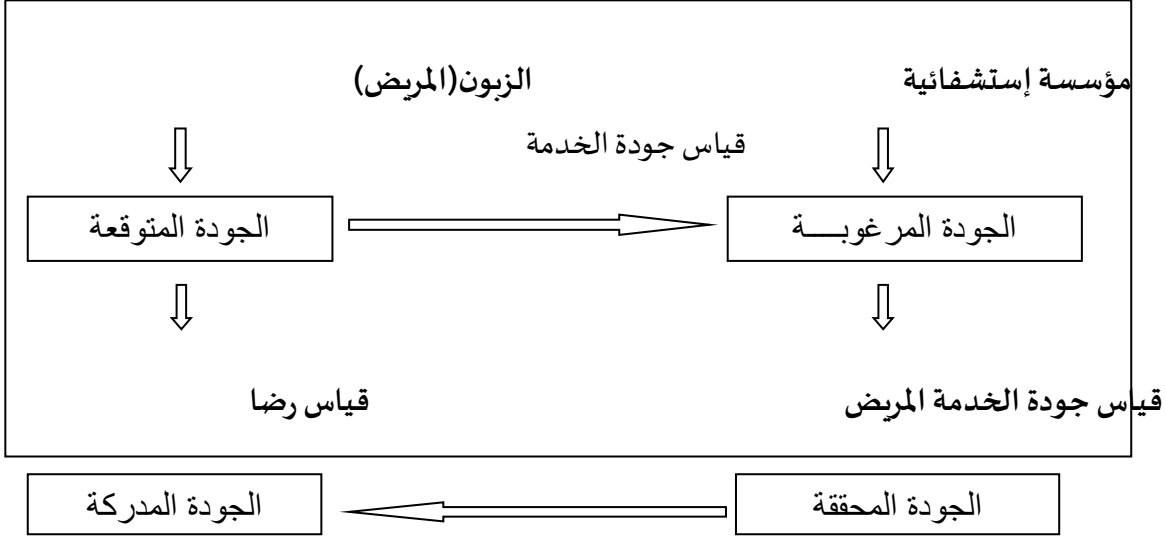 مؤسسة إستشفائية الزبون(المريض)
قياس جودة الخدمة
الجودة المرغوبـــــة الجودة المتوقعة
قياس جودة الخدمة المريض قياس رضا
الجودة المحققة الجودة المدركة